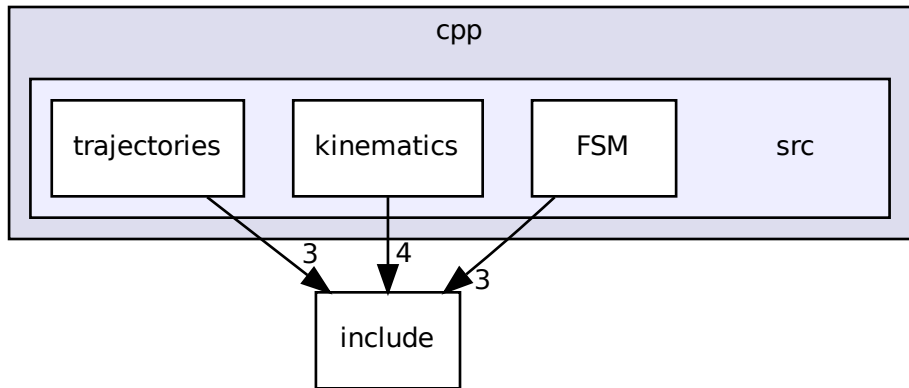 cpp
trajectories
kinematics
FSM
src
3
4
3
include